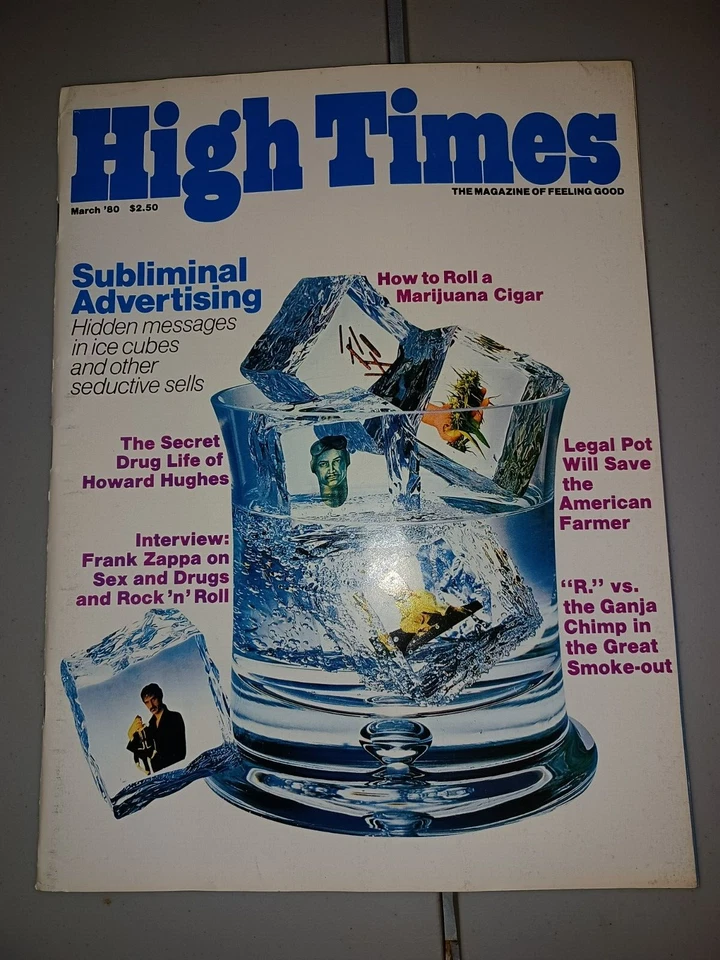 High Times
THE MAGAZINE OF FEELING GOOD
March '80 $2.50
Subliminal
Advertising
Hidden messages
in ice cubes
and other
seductive sells
How to Roll a
Marijuana Cigar
The Secret
Drug Life of
Howard Hughes
Legal Pot
Will Save
the
American
Farmer
Interview:
Frank Zappa on
Sex and Drugs
and Rock 'n' Roll
"R." vs.
the Ganja
Chimp in
the Great
Smoke-out